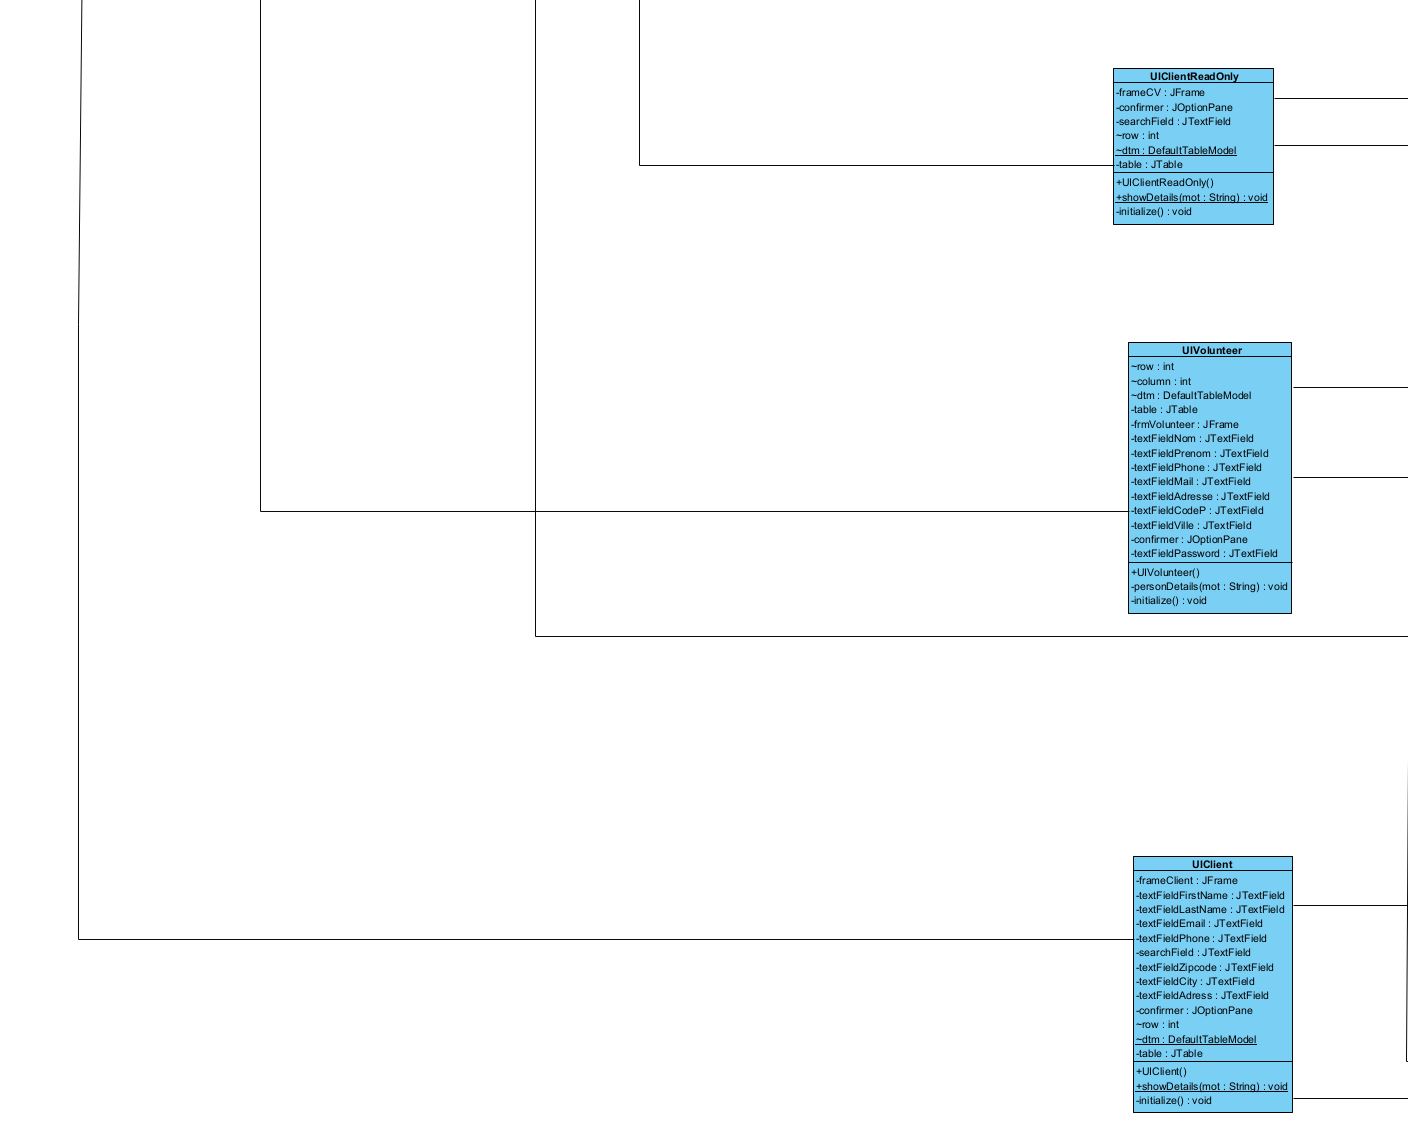 UIClientReadOnly
-frameCV : JFrame
-confirmer : JOptionPane
-searchField : JTextField
~row : int
~dtm : DefaultTableModel
-table : JTable
+UIClientReadOnly()
+showDetails(mot : String) : void
-initialize() : void
UIVolunteer
~row : int
~column : int
~dtm : DefaultTableModel
-table : JTable
-frmVolunteer : JFrame
-textFieldNom : JTextField
-textFieldPrenom : JTextField
-textFieldPhone : JTextField
-textFieldMail : JTextField
-textFieldAdresse : JTextField
-textFieldCodeP : JTextField
-textFieldVille : JTextField
-confirmer : JOptionPane
-textFieldPassword : JTextField
+UIVolunteer()
-personDetails(mot : String) : void
-initialize() : void
UIClient
-frameClient : JFrame
-textFieldFirstName : JTextField
-textFieldLastName : JTextField
-textFieldEmail : JTextField
-textFieldPhone : JTextField
-searchField : JTextField
-textFieldZipcode : JTextField
-textFieldCity : JTextField
-textFieldAdress : JTextField
-confirmer : JOptionPane
~row : int
~dtm : DefaultTableModel
-table : JTable
+UIClient()
+showDetails(mot : String) : void
-initialize() : void